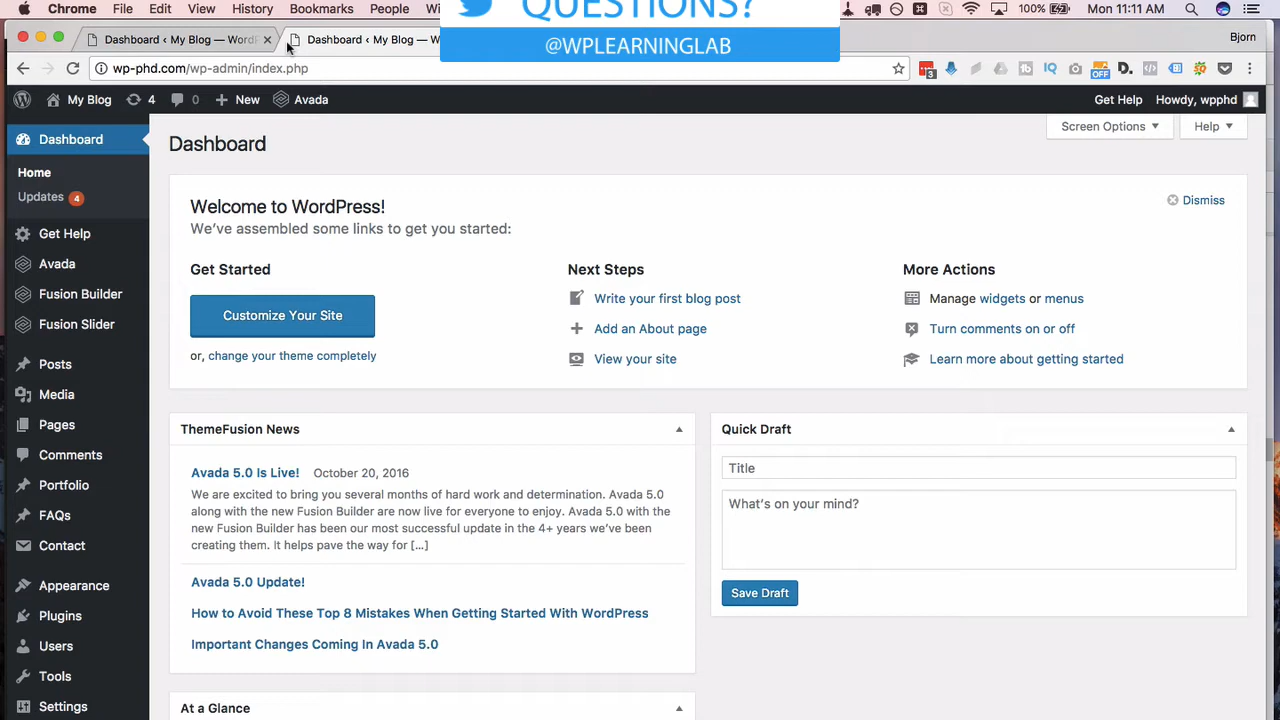 Chrome File Edit View History Bookmarks People
100% Mon 11:11 AM
QUESTIONS?
@WPLEARNINGLAB
Dashboard ‹ My Blog — WordP
Dashboard ‹ My Blog — W
Bjorn
wp-phd.com/wp-admin/index.php
3
OFF
D.
IQ
My Blog 4 0 New Avada
Get Help Howdy, wpphd
Dashboard
Home
Updates 4
Get Help
Avada
Fusion Builder
Fusion Slider
Posts
Media
Pages
Comments
Portfolio
FAQs
Contact
Appearance
Plugins
Users
Tools
Settings
Screen Options Help
Dashboard
Welcome to WordPress!
Dismiss
We've assembled some links to get you started:
Get Started
Customize Your Site
or, change your theme completely
Next Steps
Write your first blog post
Add an About page
View your site
More Actions
Manage widgets or menus
Turn comments on or off
Learn more about getting started
ThemeFusion News
Avada 5.0 Is Live! October 20, 2016
We are excited to bring you several months of hard work and determination. Avada 5.0
along with the new Fusion Builder are now live for everyone to enjoy. Avada 5.0 with the
new Fusion Builder has been our most successful update in the 4+ years we've been
creating them. It helps pave the way for […]
Avada 5.0 Update!
How to Avoid These Top 8 Mistakes When Getting Started With WordPress
Important Changes Coming In Avada 5.0
Quick Draft
Title
What's on your mind?
Save Draft
At a Glance